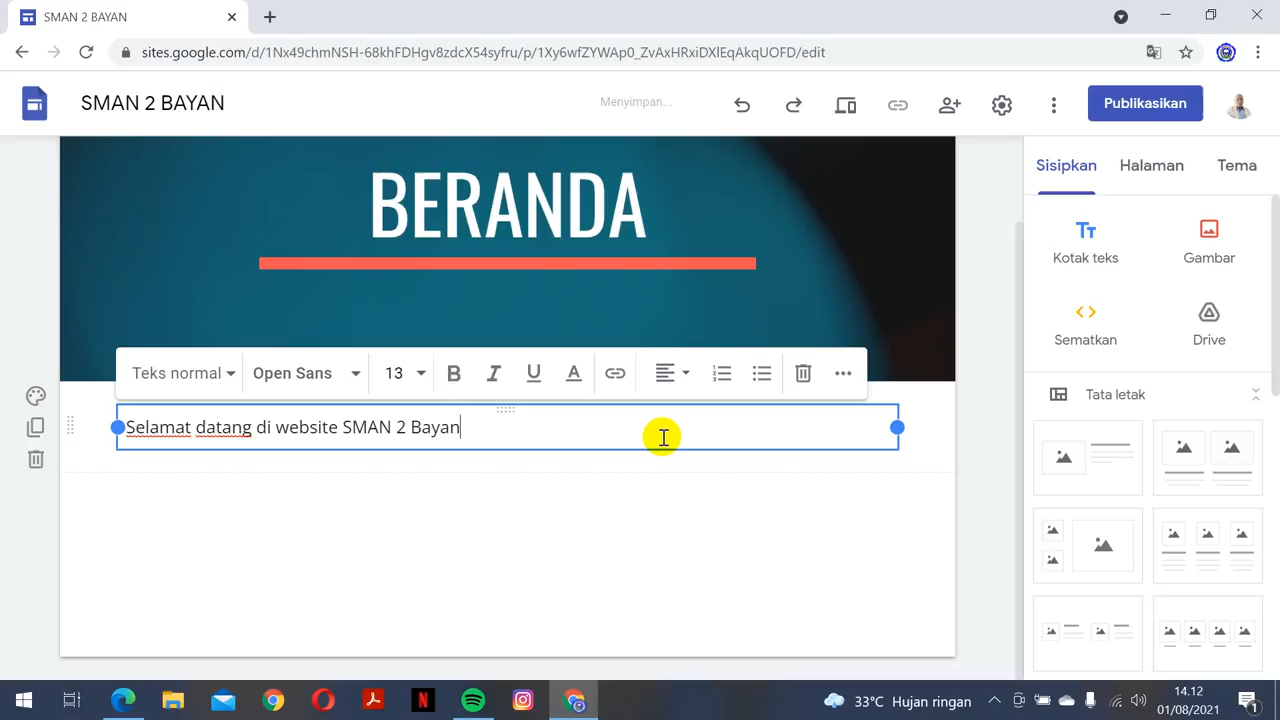 SMAN 2 BAYAN
sites.google.com/d/1Nx49chmNSH-68khFDHgv8zdcX54syfru/p/1Xy6wfZYWAp0_ZvAxHRxiDXlEqAkqUOFD/edit
SMAN 2 BAYAN
Menyimpan...
Publikasikan
BERANDA
Sisipkan Halaman Tema
Tt
Kotak teks
Gambar
Sematkan
Drive
Teks normal Open Sans 13 B I U A
Tata letak
Selamat datang di website SMAN 2 Bayan
33°C Hujan ringan
14.12
01/08/2021
1